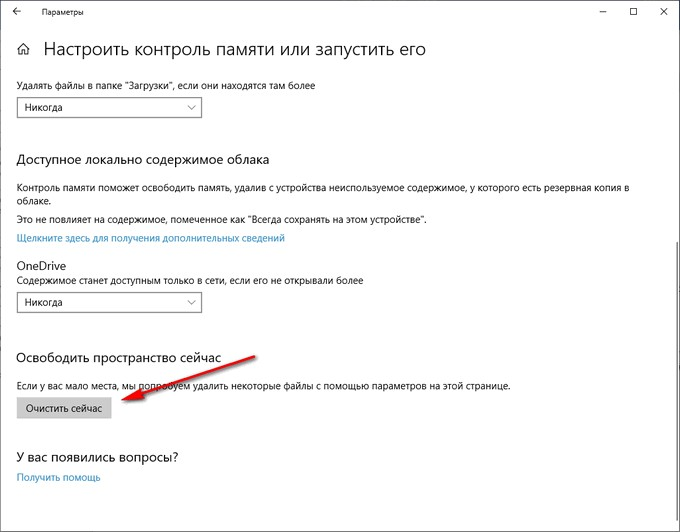 Параметры
Настроить контроль памяти или запустить его
Удалять файлы в папке "Загрузки", если они находятся там более
Никогда
Доступное локально содержимое облака
Контроль памяти поможет освободить память, удалив с устройства неиспользуемое содержимое, у которого есть резервная копия в
облаке.
Это не повлияет на содержимое, помеченное как "Всегда сохранять на этом устройстве".
Щелкните здесь для получения дополнительных сведений
OneDrive
Содержимое станет доступным только в сети, если его не открывали более
Никогда
Освободить пространство сейчас
Если у вас мало места, мы попробуем удалить некоторые файлы с помощью параметров на этой странице.
Очистить сейчас
У вас появились вопросы?
Получить помощь